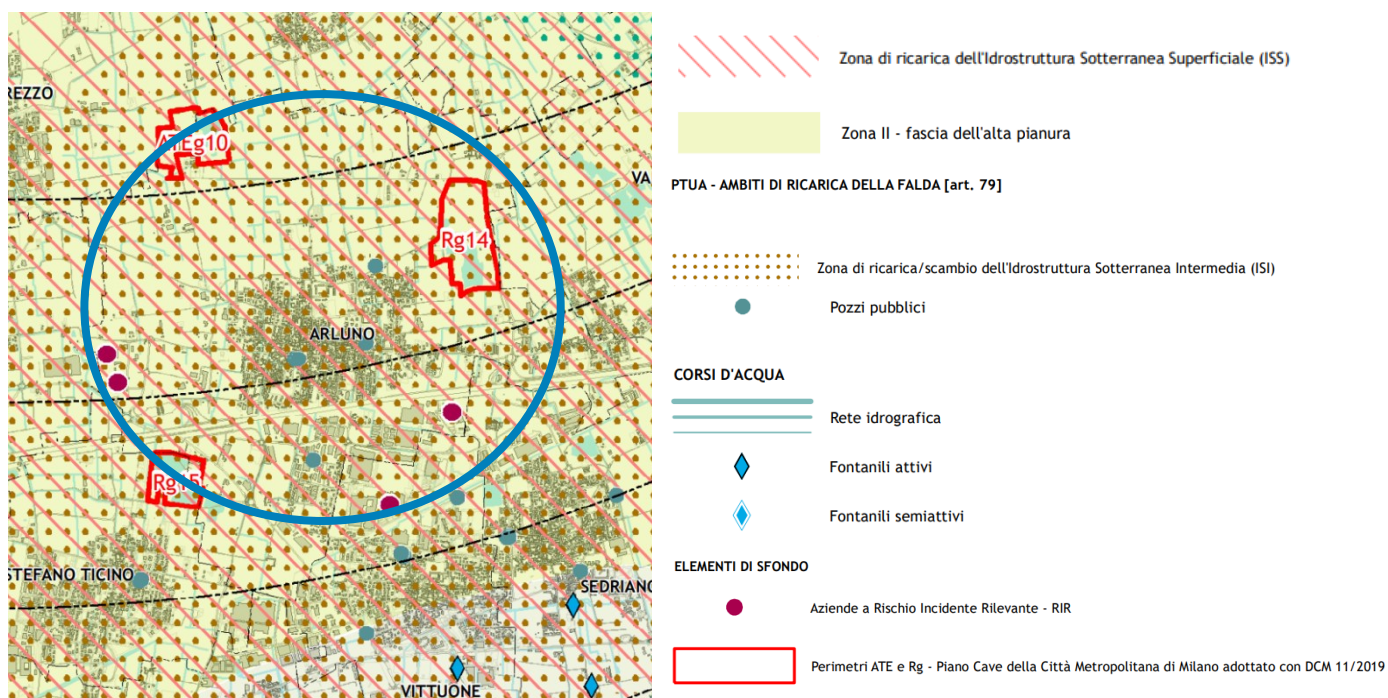 REZZO
ATEg10
VA
Rg14
ARLUNO
Rg15
STEFANO TICINO
SEDRIANO
VITTUONE
Zona di ricarica dell'Idrostruttura Sotterranea Superficiale (ISS)
Zona II - fascia dell'alta pianura
PTUA - AMBITI DI RICARICA DELLA FALDA [art. 79]
Zona di ricarica/scambio dell'Idrostruttura Sotterranea Intermedia (ISI)
Pozzi pubblici
CORSI D'ACQUA
Rete idrografica
Fontanili attivi
Fontanili semiattivi
ELEMENTI DI SFONDO
Aziende a Rischio Incidente Rilevante - RIR
Perimetri ATE e Rg - Piano Cave della Città Metropolitana di Milano adottato con DCM 11/2019